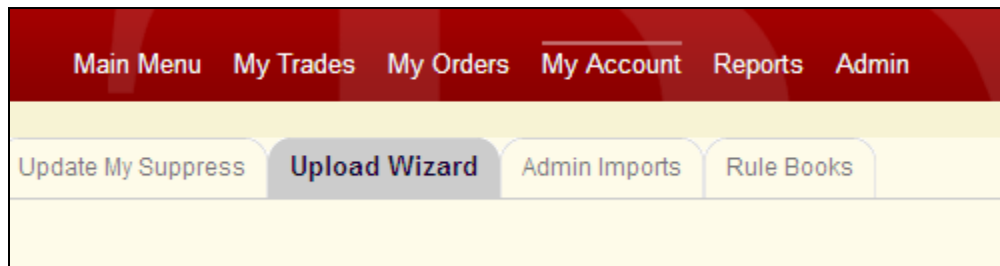 Main Menu My Trades My Orders My Account Reports Admin
Update My Suppress Upload Wizard Admin Imports Rule Books